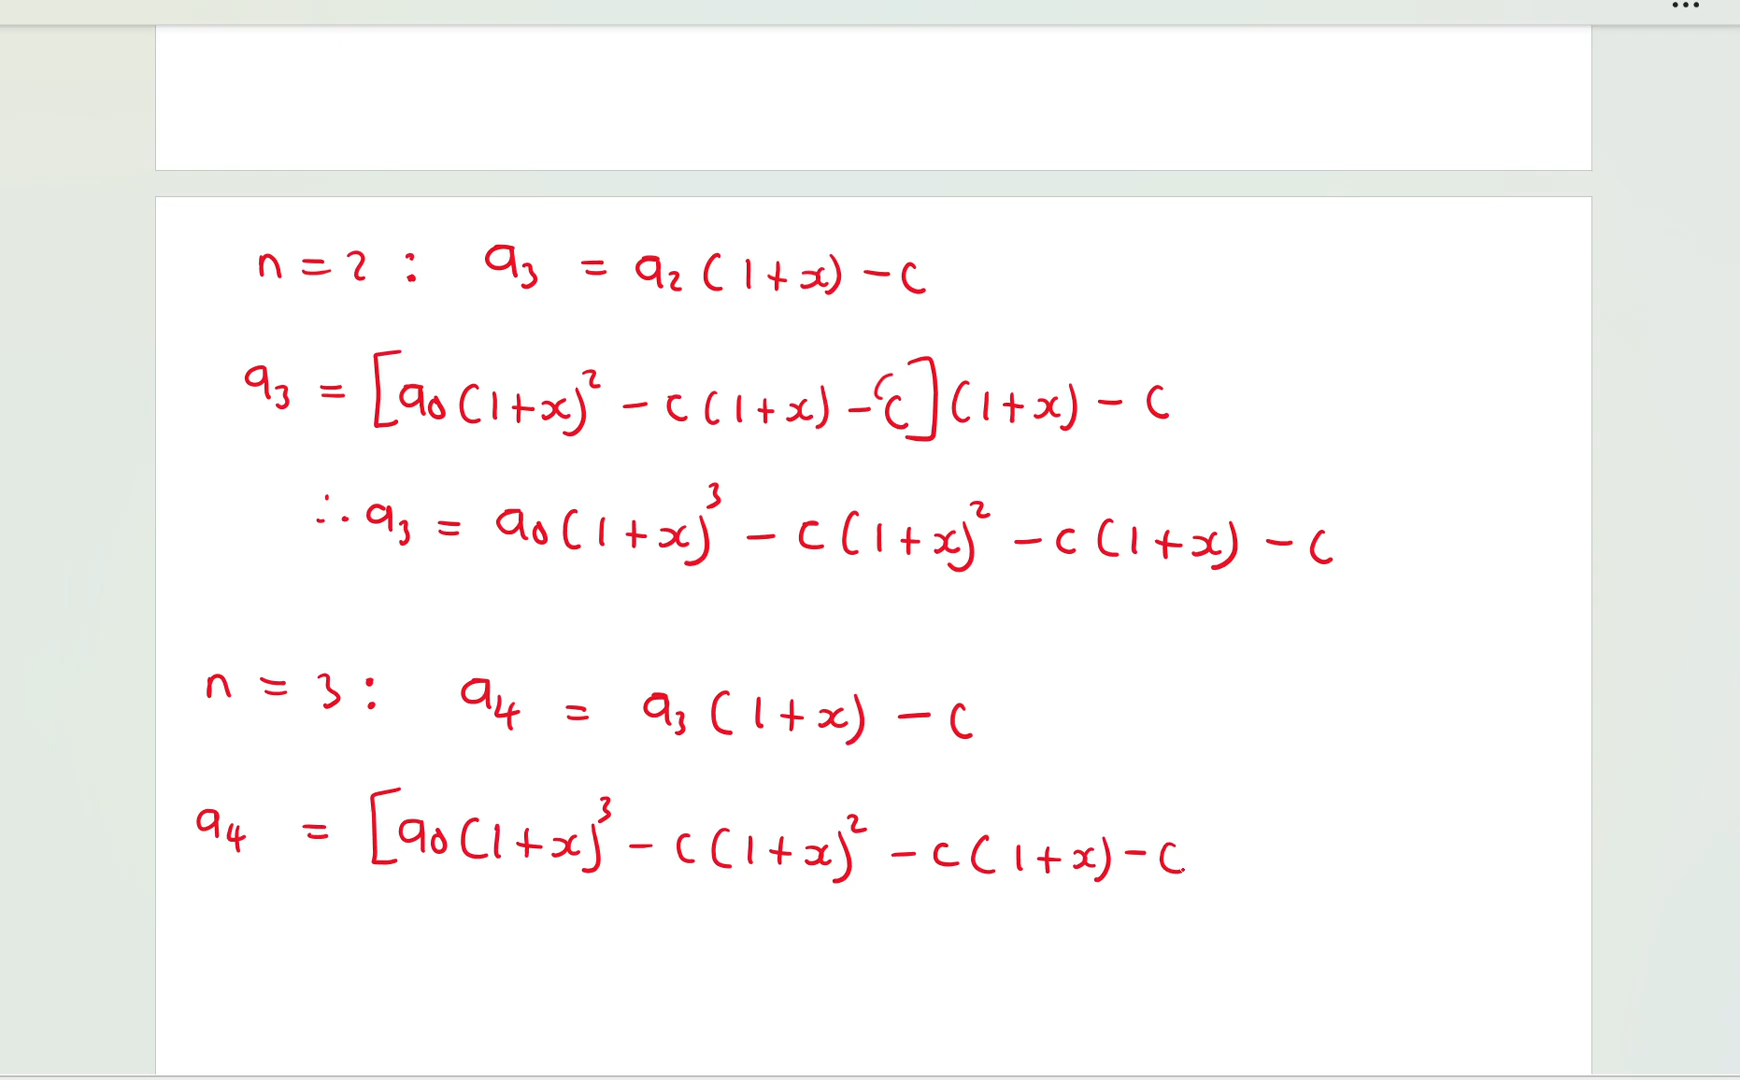 n = 2 : a₃ = a₂ (1+x) - c
a₃ = [a₀(1+x)² - c(1+x) - c](1+x) - c
∴ a₃ = a₀(1+x)³ - c(1+x)² - c(1+x) - c
n = 3 : a₄ = a₃ (1+x) - c
a₄ = [a₀(1+x)³ - c(1+x)² - c(1+x) - c